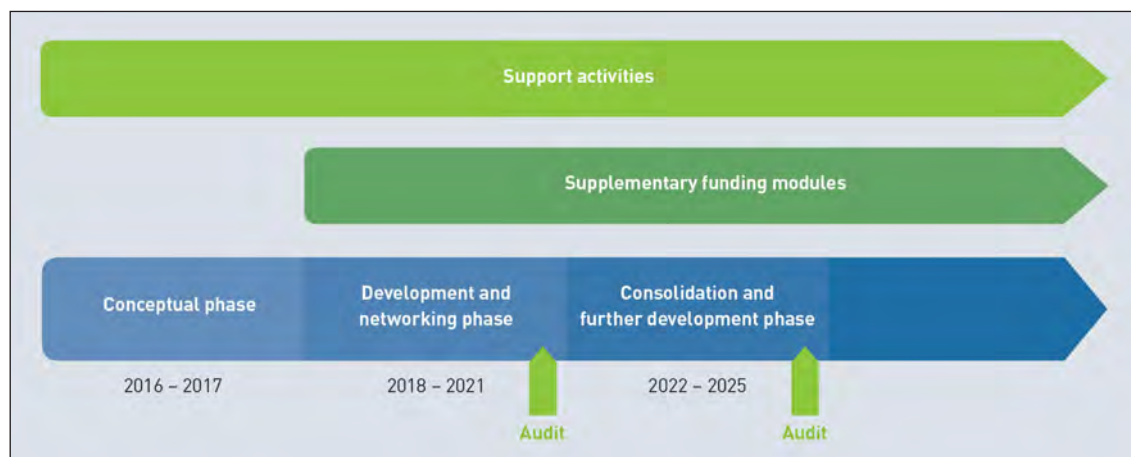 Support activities
Supplementary funding modules
Conceptual phase
Development and
networking phase
Consolidation and
further development phase
2016 – 2017
2018 – 2021
2022 – 2025
Audit
Audit